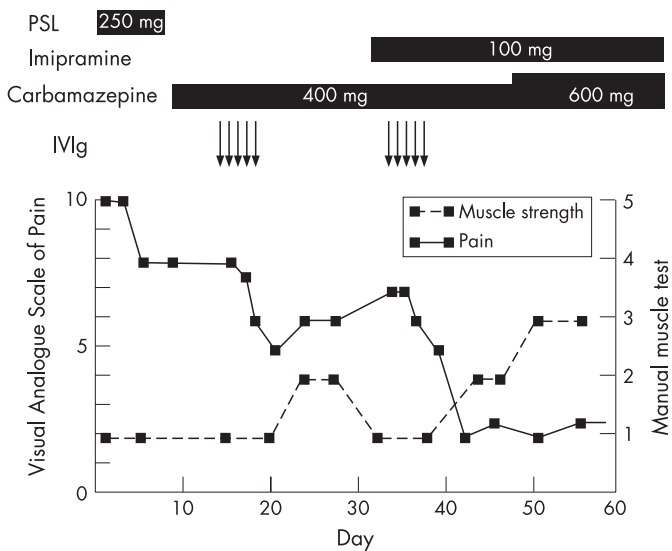 PSL 250 mg
Imipramine 100 mg
Carbamazepine 400 mg 600 mg
IVIg
Visual Analogue Scale of Pain
10
5
0
Muscle strength
Pain
5
4
3
2
1
Manual muscle test
10 20 30 40 50 60
Day